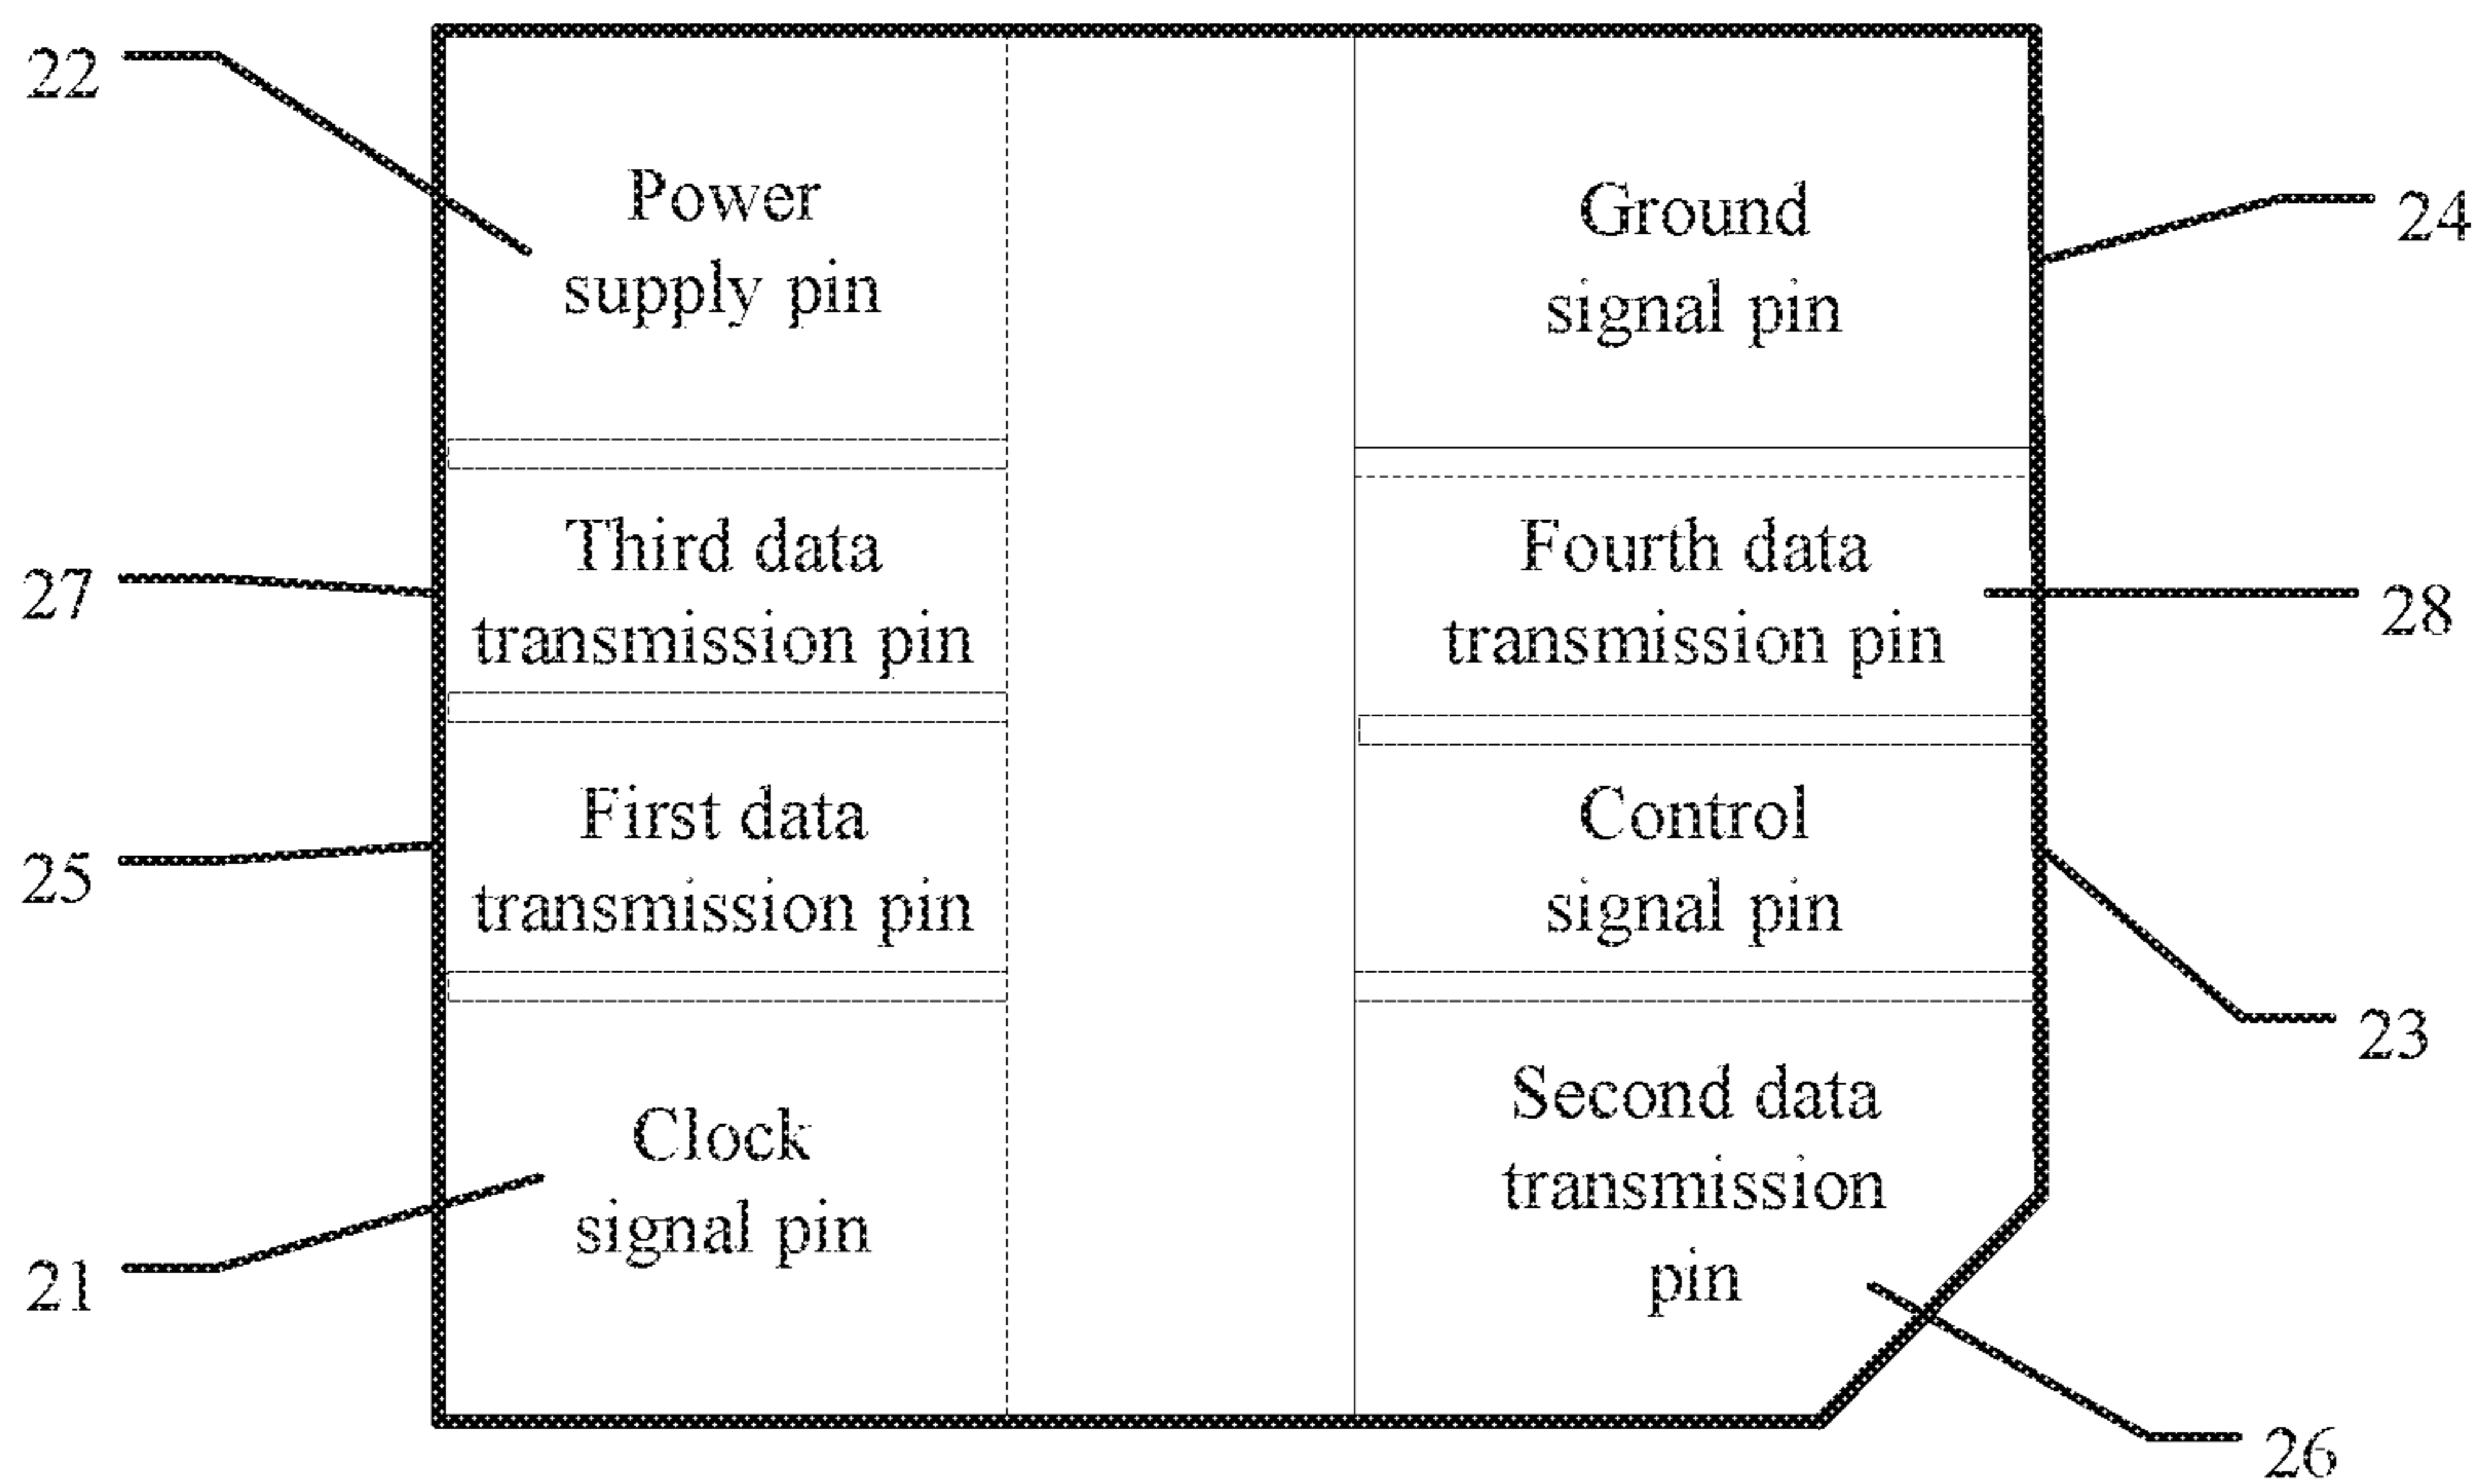 22
Power
supply pin
Ground
signal pin
24
27
Third data
transmission pin
Fourth data
transmission pin
28
25
First data
transmission pin
Control
signal pin
23
21
Clock
signal pin
Second data
transmission
pin
26